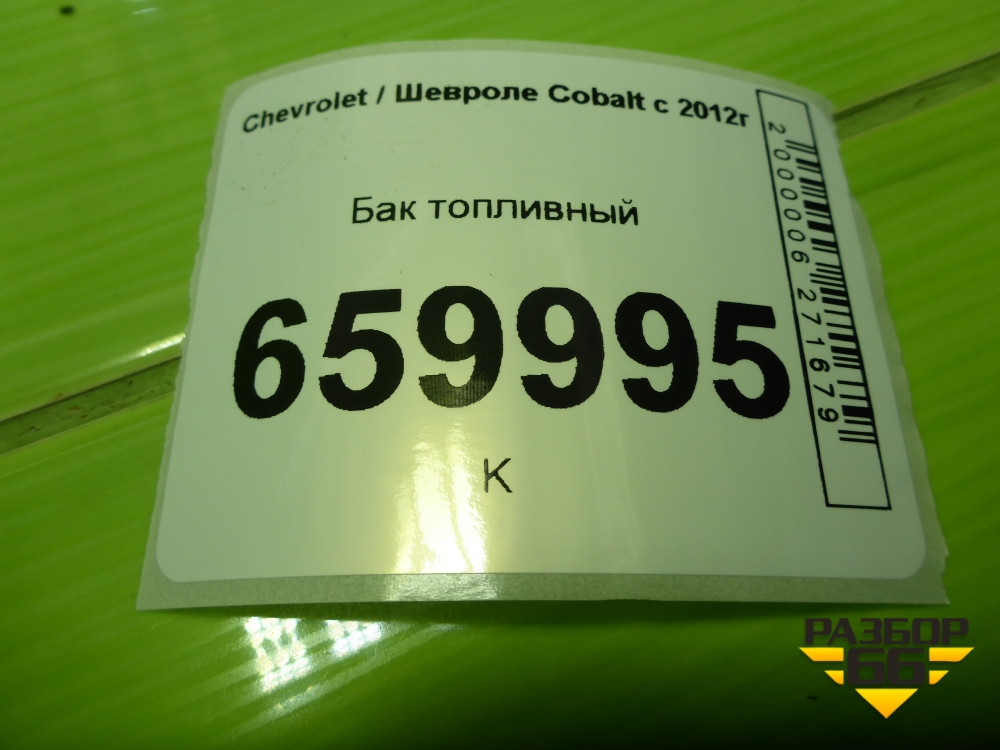 Chevrolet / Шевроле Cobalt с 2012г
Бак топливный
659995
К
2000006271679
РАЗБОР
66